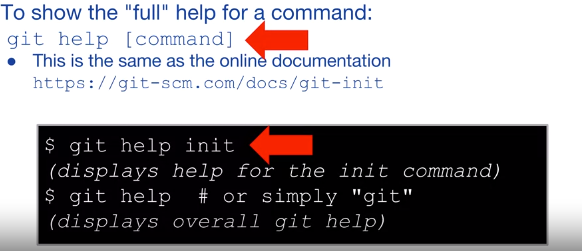 To show the "full" help for a command:
git help [command]
● This is the same as the online documentation
https://git-scm.com/docs/git-init
$ git help init
(displays help for the init command)
$ git help  # or simply "git"
(displays overall git help)